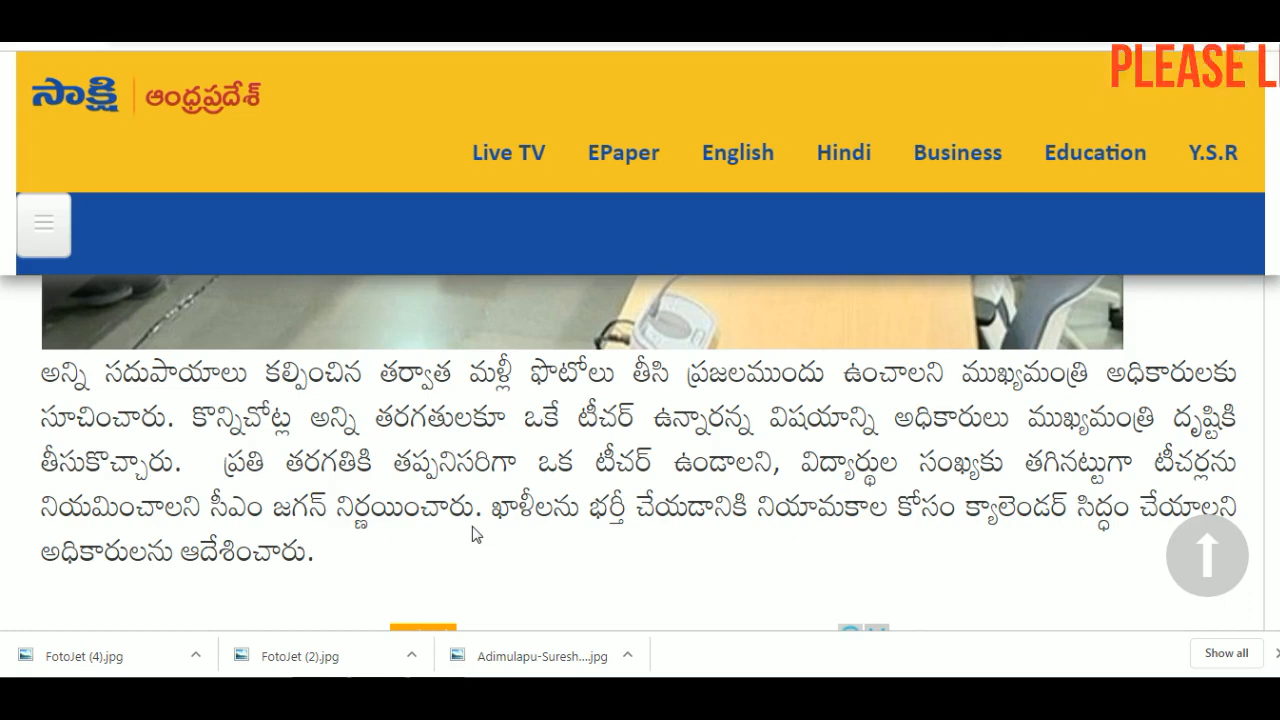 PLEASE L
సాక్షి | ఆంధ్రప్రదేశ్
Live TV EPaper English Hindi Business Education Y.S.R
అన్ని సదుపాయాలు కల్పించిన తర్వాత మళ్లీ ఫొటోలు తీసి ప్రజలముందు ఉంచాలని ముఖ్యమంత్రి అధికారులకు
సూచించారు. కొన్నిచోట్ల అన్ని తరగతులకూ ఒకే టీచర్ ఉన్నారన్న విషయాన్ని అధికారులు ముఖ్యమంత్రి దృష్టికి
తీసుకొచ్చారు. ప్రతి తరగతికి తప్పనిసరిగా ఒక టీచర్ ఉండాలని, విద్యార్థుల సంఖ్యకు తగినట్టుగా టీచర్లను
నియమించాలని సీఎం జగన్ నిర్ణయించారు. ఖాళీలను భర్తీ చేయడానికి నియామకాల కోసం క్యాలెండర్ సిద్ధం చేయాలని
అధికారులను ఆదేశించారు.
FotoJet (4).jpg FotoJet (2).jpg Adimulapu-Suresh....jpg Show all